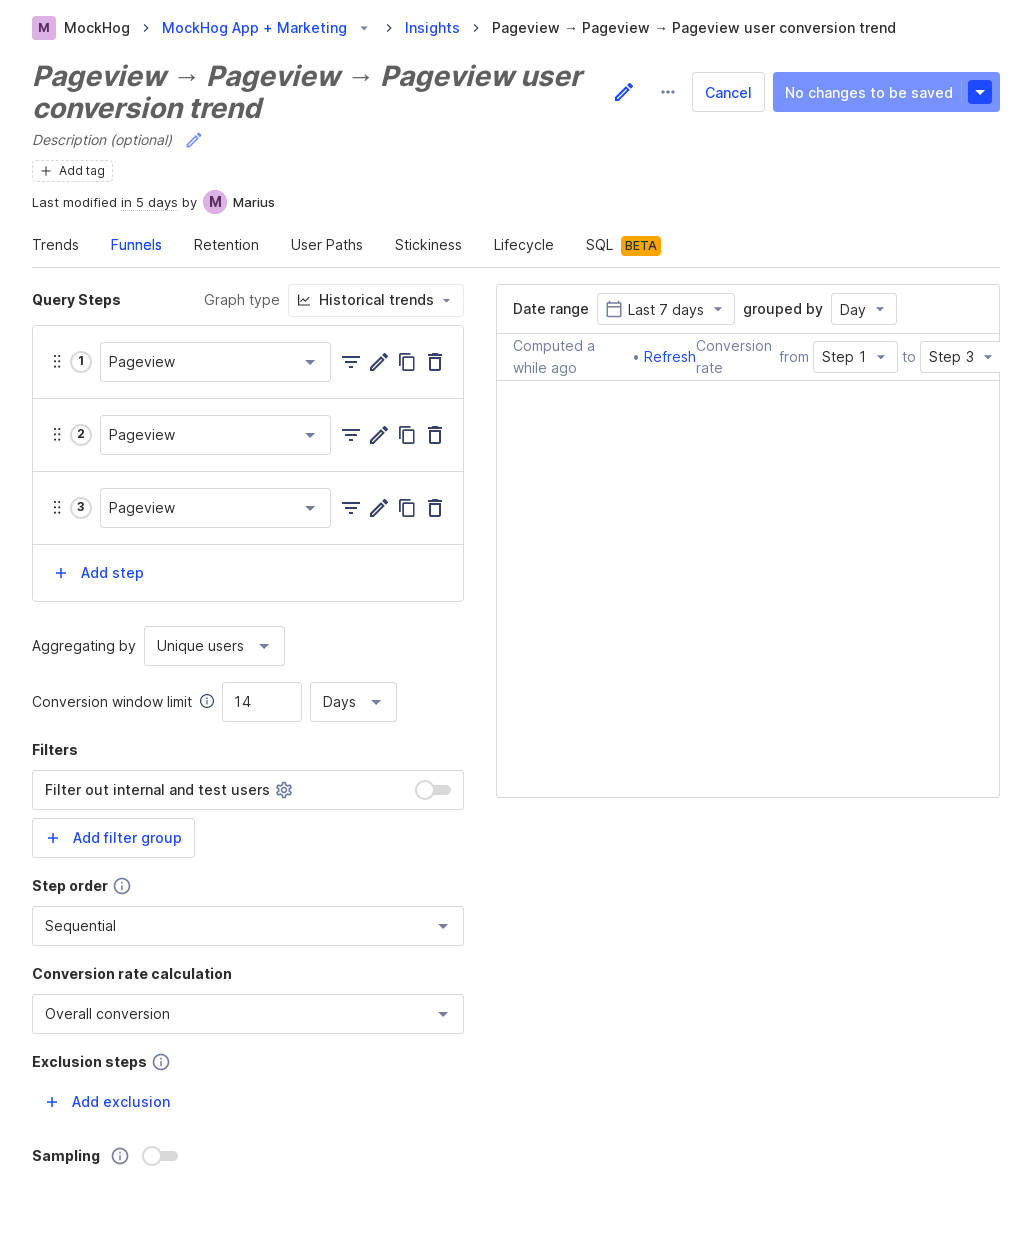 M MockHog MockHog App + Marketing Insights Pageview → Pageview → Pageview user conversion trend
Pageview → Pageview → Pageview user
conversion trend
Cancel No changes to be saved
Description (optional)
Add tag
Last modified in 5 days by M Marius
Trends Funnels Retention User Paths Stickiness Lifecycle SQL BETA
Query Steps Graph type Historical trends
1 Pageview
2 Pageview
3 Pageview
Add step
Aggregating by Unique users
Conversion window limit 14 Days
Filters
Filter out internal and test users
Add filter group
Step order
Sequential
Conversion rate calculation
Overall conversion
Exclusion steps
Add exclusion
Sampling
Date range Last 7 days grouped by Day
Computed a
while ago
• Refresh
Conversion
rate
from Step 1 to Step 3